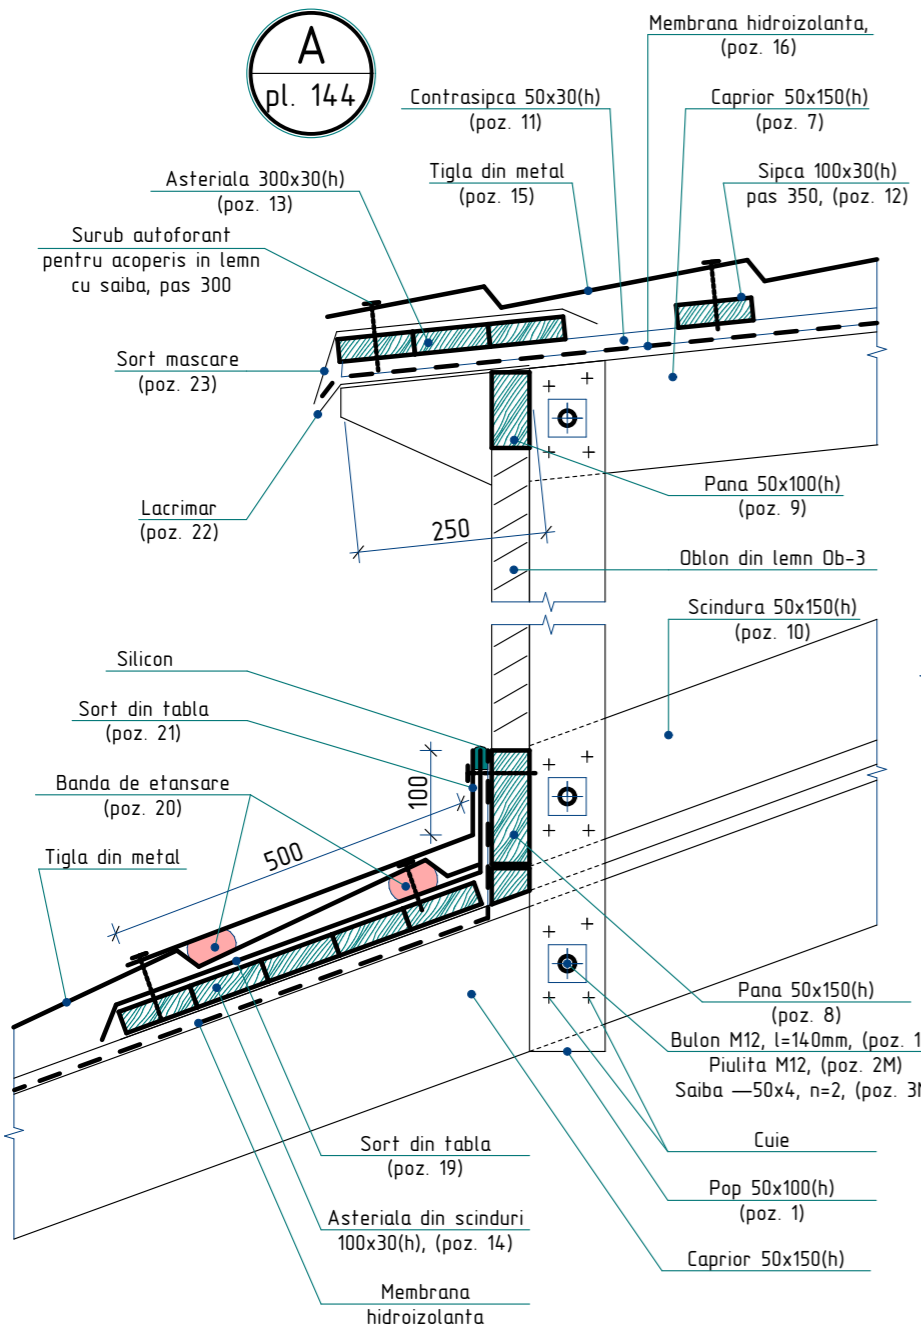 A
pl. 144
Membrana hidroizolanta,
(poz. 16)
Contrasipca 50x30(h)
(poz. 11)
Caprior 50x150(h)
(poz. 7)
Asteriala 300x30(h)
(poz. 13)
Tigla din metal
(poz. 15)
Sipca 100x30(h)
pas 350, (poz. 12)
Surub autoforant
pentru acoperis in lemn
cu saiba, pas 300
Sort mascare
(poz. 23)
Lacrimar
(poz. 22)
250
Pana 50x100(h)
(poz. 9)
Oblon din lemn Ob-3
Scindura 50x150(h)
(poz. 10)
Silicon
Sort din tabla
(poz. 21)
Banda de etansare
(poz. 20)
100
500
Tigla din metal
Pana 50x150(h)
(poz. 8)
Bulon M12, l=140mm, (poz. 1
Piulita M12, (poz. 2M)
Saiba —50x4, n=2, (poz. 3
Cuie
Sort din tabla
(poz. 19)
Pop 50x100(h)
(poz. 1)
Asteriala din scinduri
100x30(h), (poz. 14)
Caprior 50x150(h)
Membrana
hidroizolanta